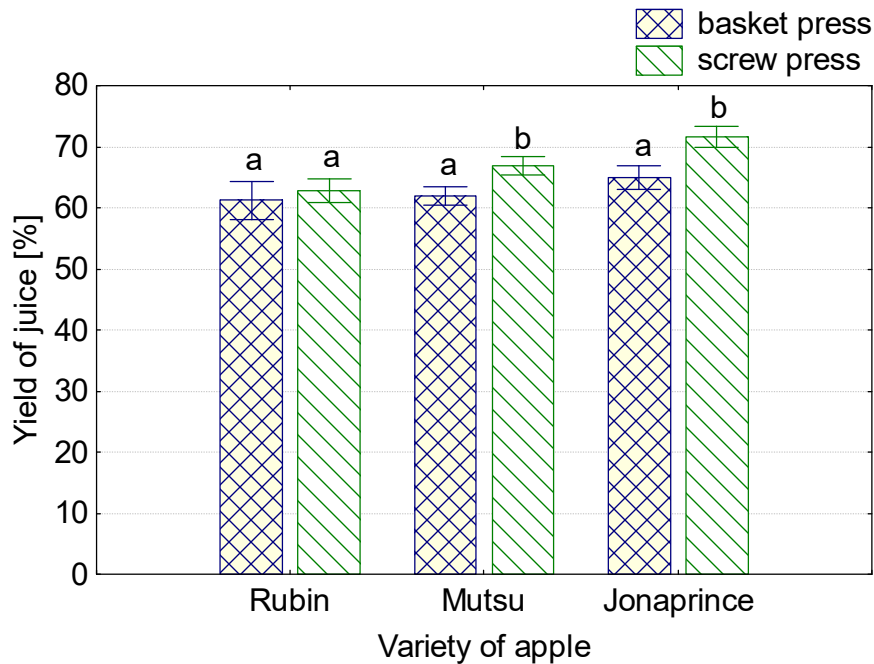 basket press
screw press
Yield of juice [%]
80
70
60
50
40
30
20
10
0
a
a
a
b
a
b
Rubin
Mutsu
Jonaprince
Variety of apple